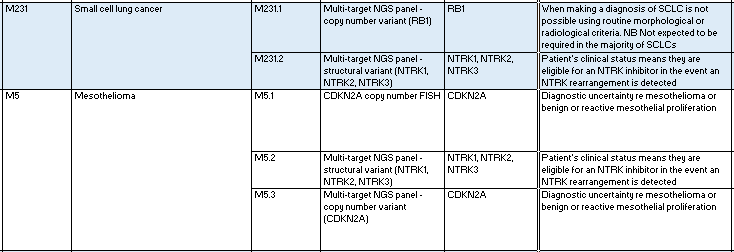 M231
Small cell lung cancer
M231.1
Multi-target NGS panel -
copy number variant (RB1)
RB1
When making a diagnosis of SCLC is not
possible using routine morphological or
radiological criteria. NB Not expected to be
required in the majority of SCLCs
M231.2
Multi-target NGS panel -
structural variant (NTRK1,
NTRK2, NTRK3)
NTRK1, NTRK2,
NTRK3
Patient's clinical status means they are
eligible for an NTRK inhibitor in the event an
NTRK rearrangement is detected
M5
Mesothelioma
M5.1
CDKN2A copy number FISH
CDKN2A
Diagnostic uncertainty re mesothelioma or
benign or reactive mesothelial proliferation
M5.2
Multi-target NGS panel -
structural variant (NTRK1,
NTRK2, NTRK3)
NTRK1, NTRK2,
NTRK3
Patient's clinical status means they are
eligible for an NTRK inhibitor in the event an
NTRK rearrangement is detected
M5.3
Multi-target NGS panel -
copy number variant
(CDKN2A)
CDKN2A
Diagnostic uncertainty re mesothelioma or
benign or reactive mesothelial proliferation